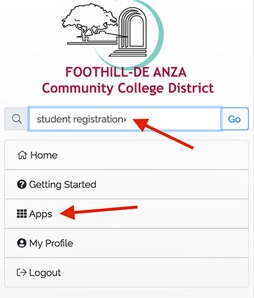 FOOTHILL-DE ANZA
Community College District
student registration
Go
Home
Getting Started
Apps
My Profile
Logout